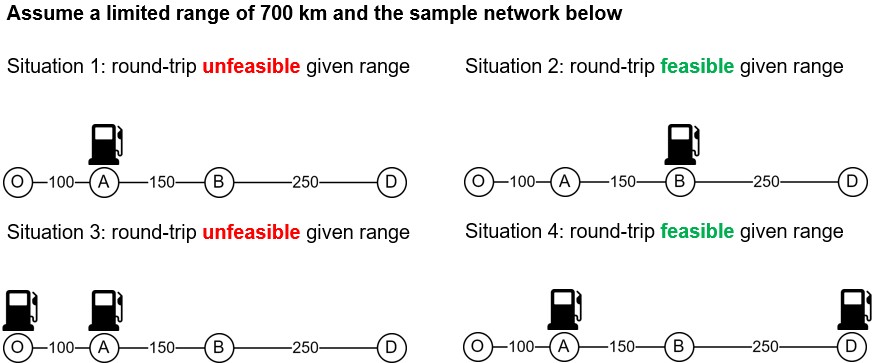 Assume a limited range of 700 km and the sample network below
Situation 1: round-trip unfeasible given range
Situation 2: round-trip feasible given range
O 100 A 150 B 250 D
O 100 A 150 B 250 D
Situation 3: round-trip unfeasible given range
Situation 4: round-trip feasible given range
O 100 A 150 B 250 D
O 100 A 150 B 250 D